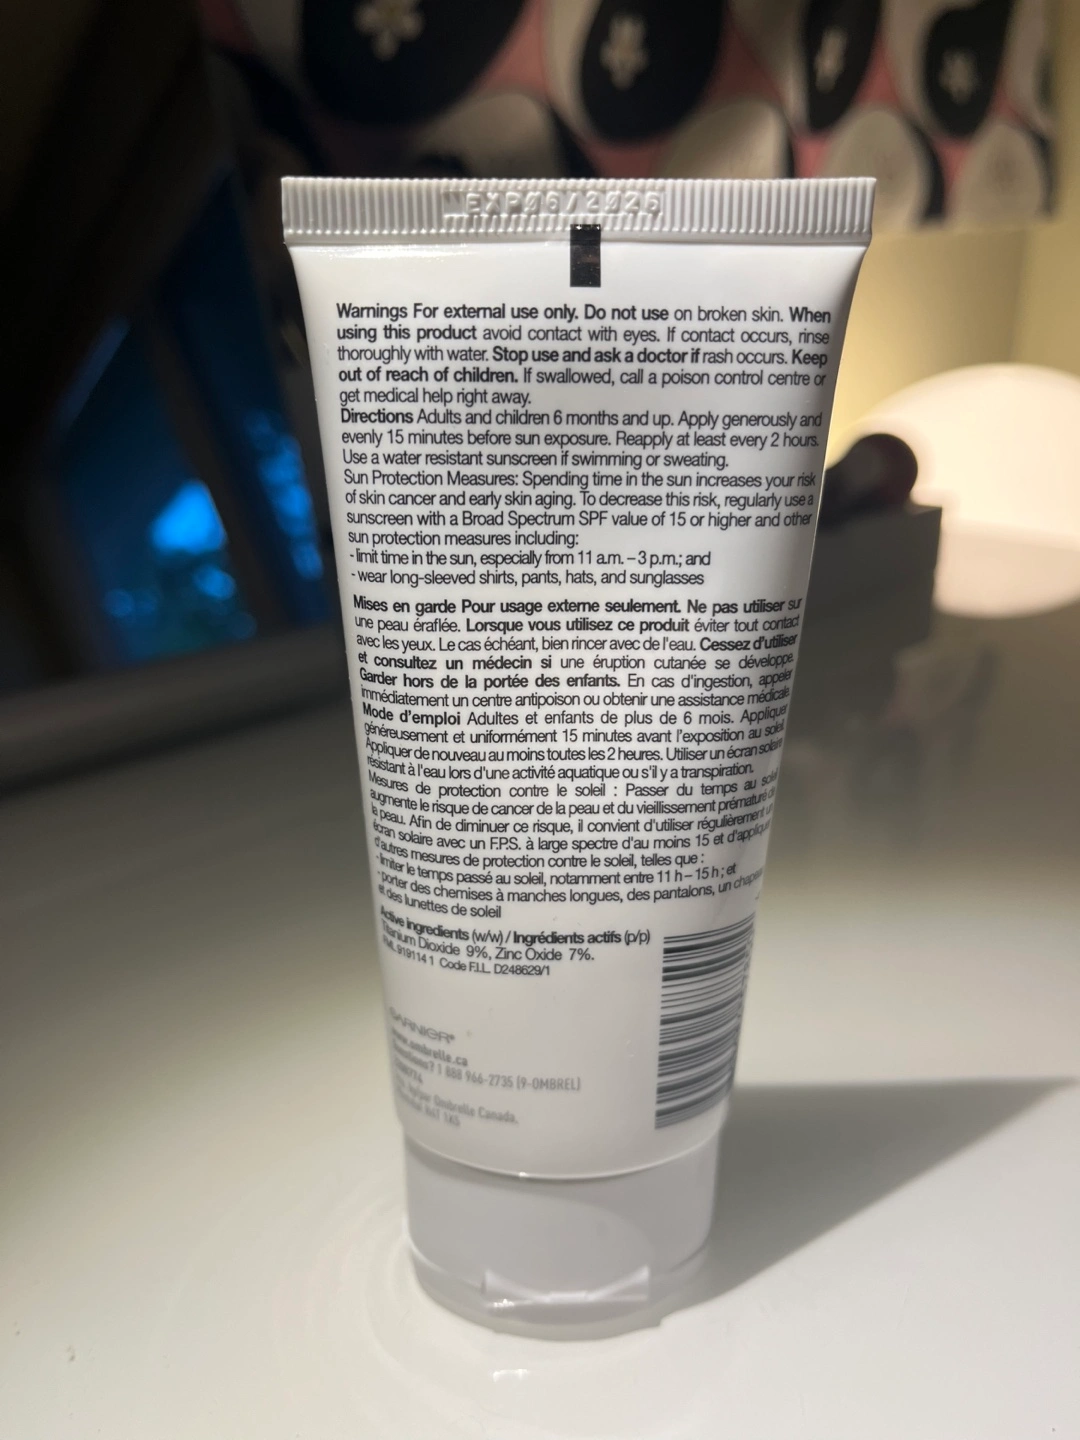 EXP06/2026
Warnings For external use only. Do not use on broken skin. When
using this product avoid contact with eyes. If contact occurs, rinse
thoroughly with water. Stop use and ask a doctor if rash occurs. Keep
out of reach of children. If swallowed, call a poison control centre or
get medical help right away.
Directions Adults and children 6 months and up. Apply generously and
evenly 15 minutes before sun exposure. Reapply at least every 2 hours.
Use a water resistant sunscreen if swimming or sweating.
Sun Protection Measures: Spending time in the sun increases your risk
of skin cancer and early skin aging. To decrease this risk, regularly use a
sunscreen with a Broad Spectrum SPF value of 15 or higher and other
sun protection measures including:
- limit time in the sun, especially from 11 a.m. – 3 p.m.; and
- wear long-sleeved shirts, pants, hats, and sunglasses
Mises en garde Pour usage externe seulement. Ne pas utiliser sur
une peau éraflée. Lorsque vous utilisez ce produit éviter tout contact
avec les yeux. Le cas échéant, bien rincer avec de l'eau. Cessez d'utiliser
et consultez un médecin si une éruption cutanée se développe.
Garder hors de la portée des enfants. En cas d'ingestion, appeler
immédiatement un centre antipoison ou obtenir une assistance médicale.
Mode d'emploi Adultes et enfants de plus de 6 mois. Appliquer
généreusement et uniformément 15 minutes avant l'exposition au soleil.
Appliquer de nouveau au moins toutes les 2 heures. Utiliser un écran solaire
résistant à l'eau lors d'une activité aquatique ou s'il y a transpiration.
Mesures de protection contre le soleil : Passer du temps au soleil
augmente le risque de cancer de la peau et du vieillissement prématuré de
la peau. Afin de diminuer ce risque, il convient d'utiliser régulièrement un
écran solaire avec un F.P.S. à large spectre d'au moins 15 et d'appliquer
d'autres mesures de protection contre le soleil, telles que :
- limiter le temps passé au soleil, notamment entre 11 h – 15 h ; et
- porter des chemises à manches longues, des pantalons, un chapeau
et des lunettes de soleil
Active ingredients (w/w) / Ingrédients actifs (p/p)
Titanium Dioxide 9%, Zinc Oxide 7%.
919114 1 Code F.I.L. D248629/1
GARNIER
www.ombrelle.ca
Questions? 1 888 966-2735 (9-OMBREL)
Ombrelle Canada,